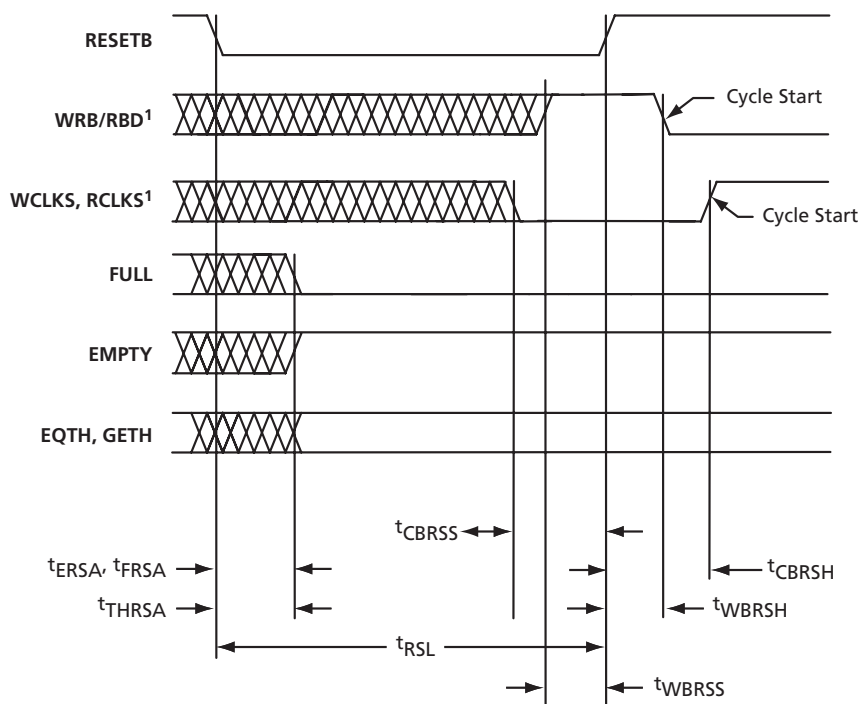 RESETB
WRB/RBD1
Cycle Start
WCLKS, RCLKS1
Cycle Start
FULL
EMPTY
EQTH, GETH
tCBRSS
tERSA, tFRSA
tCBRSH
tTHRSA
tWBRSH
tRSL
tWBRSS